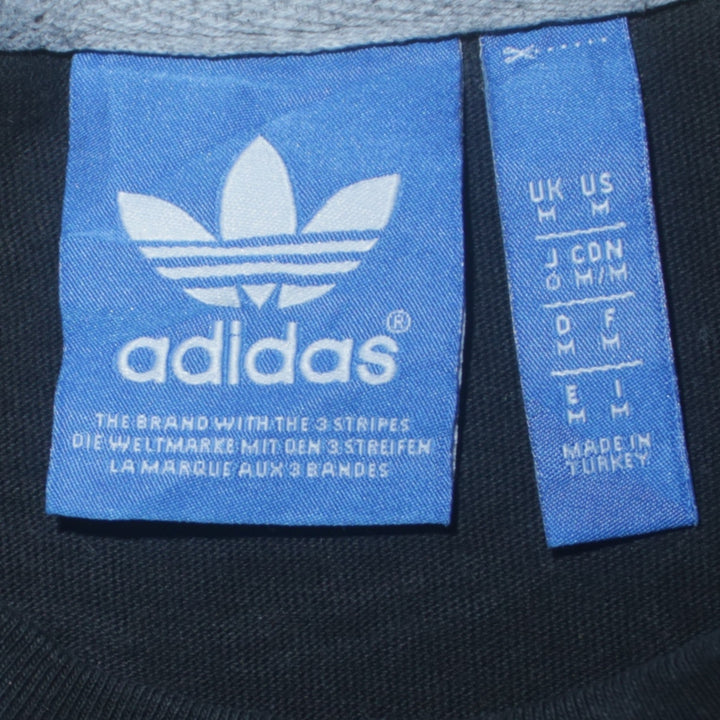 adidas®
THE BRAND WITH THE 3 STRIPES
DIE WELTMARKE MIT DEN 3 STREIFEN
LA MARQUE AUX 3 BANDES
UK US
M M
J CDN
O M/M
D F
M M
E I
M M
MADE IN
TURKEY